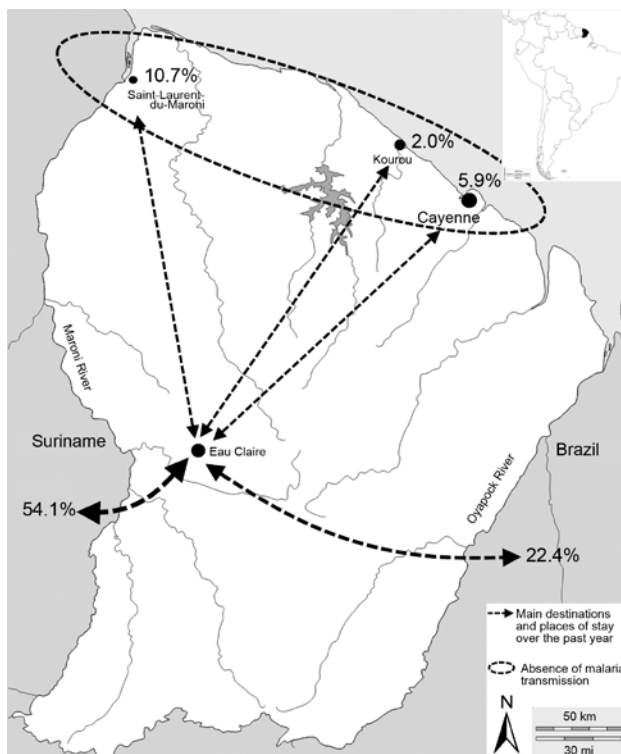 10.7%
Saint-Laurent-
du-Maroni
2.0%
Kourou
5.9%
Cayenne
Maroni River
Suriname
Eau Claire
Brazil
Oyapock River
54.1%
22.4%
Main destinations
and places of stay
over the past year
Absence of malaria
transmission
N
50 km
30 mi